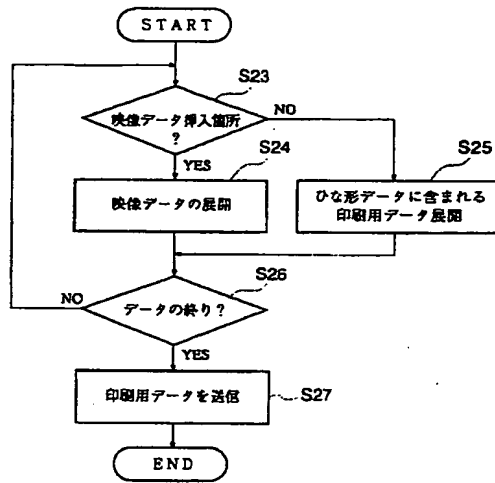 START
S23
映像データ挿入箇所
?
NO
YES
S24
映像データの展開
S25
ひな形データに含まれる
印刷用データ展開
S26
データの終り?
NO
YES
印刷用データを送信
S27
END